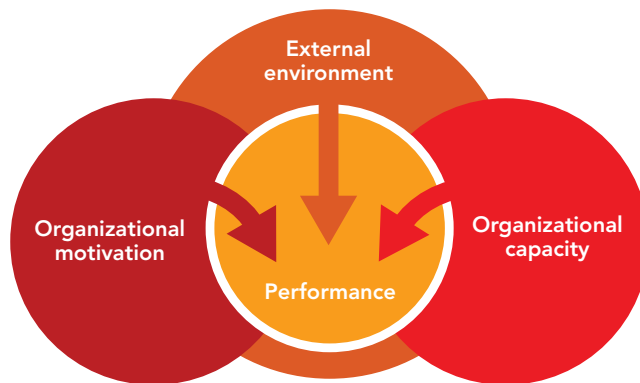 External
environment
Organizational
motivation
Organizational
capacity
Performance